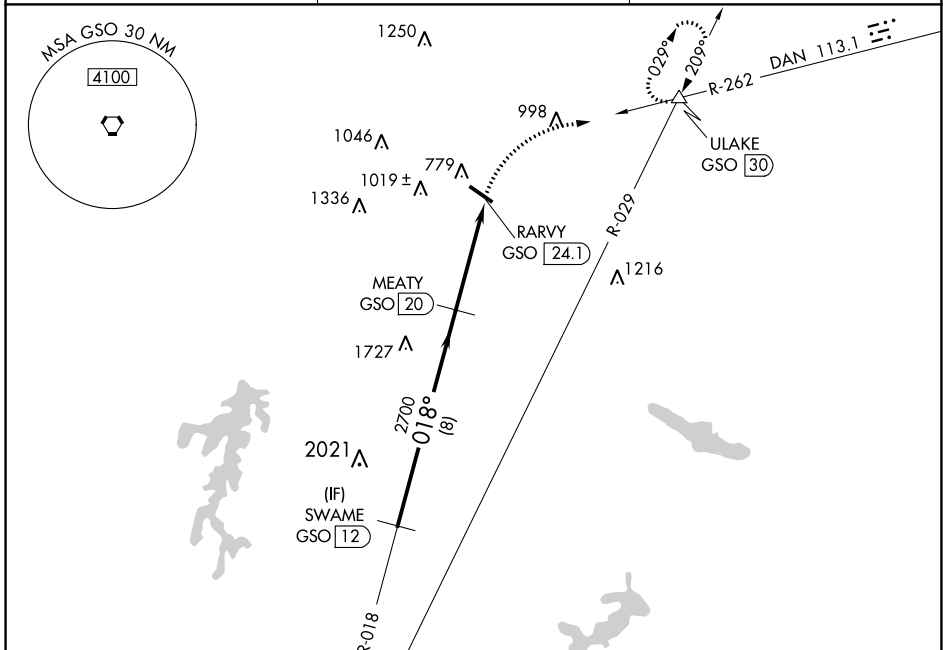 MSA GSO 30 NM
4100
1250
029°
209°
DAN 113.1
R-262
998
1046
ULAKE
GSO 30
779
1019 ±
1336
R-029
RARVY
GSO 24.1
1216
MEATY
GSO 20
1727
2700
018°
(8)
2021
(IF)
SWAME
GSO 12
R-018